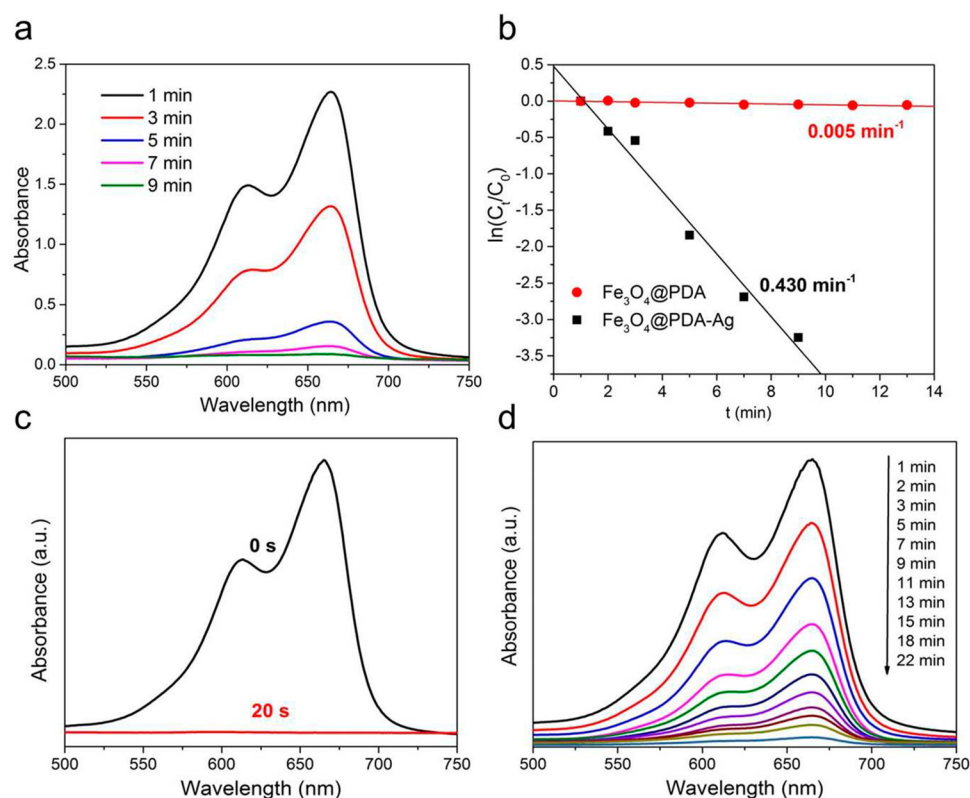 a
2.5
2.0
1.5
1.0
0.5
0.0
1 min
3 min
5 min
7 min
9 min
Absorbance
500 550 600 650 700 750
Wavelength (nm)
b
0.5
0.0
-0.5
-1.0
-1.5
-2.0
-2.5
-3.0
-3.5
ln(Cₜ/C₀)
0.005 min⁻¹
0.430 min⁻¹
Fe₃O₄@PDA
Fe₃O₄@PDA-Ag
0 2 4 6 8 10 12 14
t (min)
c
Absorbance (a.u.)
0 s
20 s
500 550 600 650 700 750
Wavelength (nm)
d
Absorbance (a.u.)
1 min
2 min
3 min
5 min
7 min
9 min
11 min
13 min
15 min
18 min
22 min
500 550 600 650 700 750
Wavelength (nm)